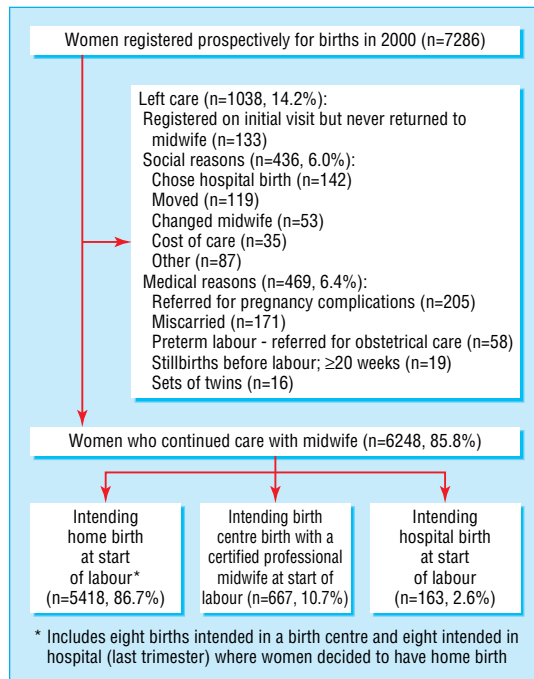 Women registered prospectively for births in 2000 (n=7286)
Left care (n=1038, 14.2%):
Registered on initial visit but never returned to
midwife (n=133)
Social reasons (n=436, 6.0%):
Chose hospital birth (n=142)
Moved (n=119)
Changed midwife (n=53)
Cost of care (n=35)
Other (n=87)
Medical reasons (n=469, 6.4%):
Referred for pregnancy complications (n=205)
Miscarried (n=171)
Preterm labour - referred for obstetrical care (n=58)
Stillbirths before labour; ≥20 weeks (n=19)
Sets of twins (n=16)
Women who continued care with midwife (n=6248, 85.8%)
Intending
home birth
at start
of labour*
(n=5418, 86.7%)
Intending birth
centre birth with a
certified professional
midwife at start of
labour (n=667, 10.7%)
Intending
hospital birth
at start
of labour
(n=163, 2.6%)
* Includes eight births intended in a birth centre and eight intended in
hospital (last trimester) where women decided to have home birth